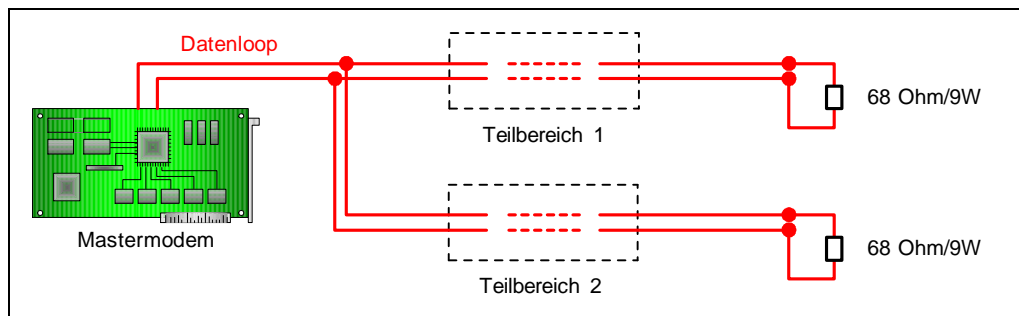 Datenloop
68 Ohm/9W
Teilbereich 1
Mastermodem
68 Ohm/9W
Teilbereich 2